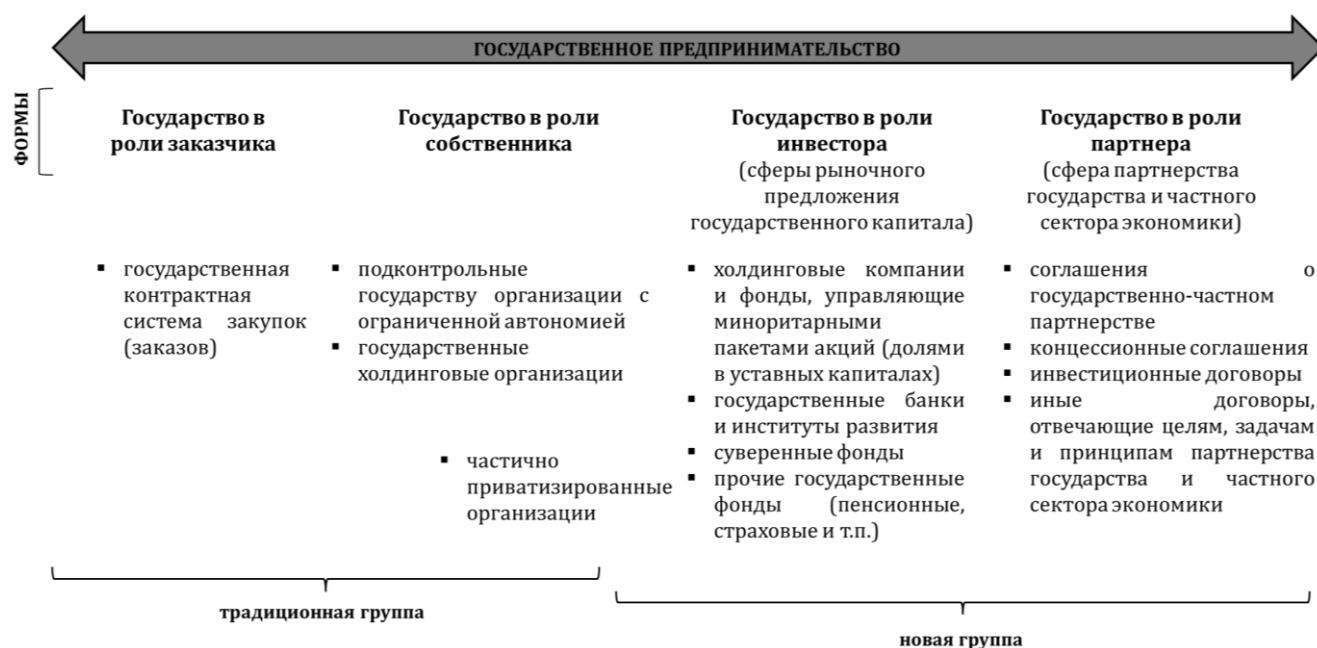 ГОСУДАРСТВЕННОЕ ПРЕДПРИНИМАТЕЛЬСТВО
ФОРМЫ
Государство в
роли заказчика
Государство в роли
собственника
Государство в роли
инвестора
(сферы рыночного
предложения
государственного капитала)
Государство в роли
партнера
(сфера партнерства
государства и частного
сектора экономики)
▪ государственная
контрактная
система закупок
(заказов)
▪ подконтрольные
государству организации с
ограниченной автономией
▪ государственные
холдинговые организации
▪ частично
приватизированные
организации
▪ холдинговые компании
и фонды, управляющие
миноритарными
пакетами акций (долями
в уставных капиталах)
▪ государственные банки
и институты развития
▪ суверенные фонды
▪ прочие государственные
фонды (пенсионные,
страховые и т.п.)
▪ соглашения о
государственно-частном
партнерстве
▪ концессионные соглашения
▪ инвестиционные договоры
▪ иные договоры,
отвечающие целям, задачам
и принципам партнерства
государства и частного
сектора экономики
традиционная группа
новая группа